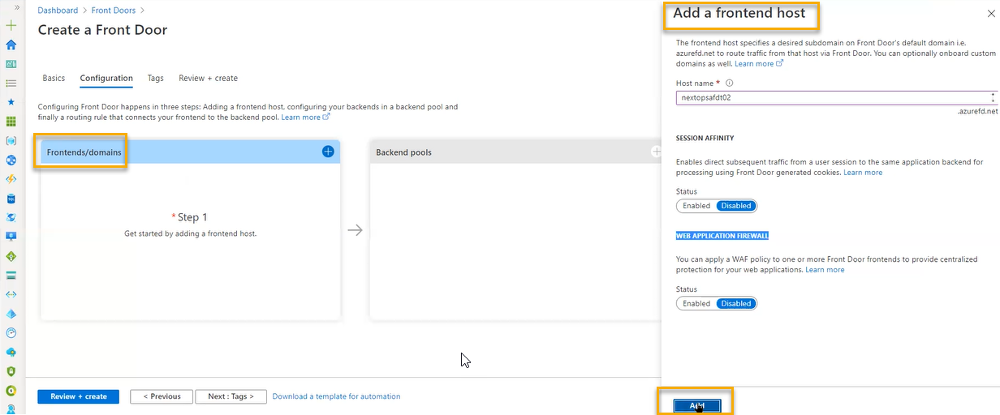 Dashboard > Front Doors >
Create a Front Door
Basics Configuration Tags Review + create
Configuring Front Door happens in three steps: Adding a frontend host, configuring your backends in a backend pool and
finally a routing rule that connects your frontend to the backend pool. Learn more
Frontends/domains
* Step 1
Get started by adding a frontend host.
Backend pools
Review + create < Previous Next : Tags > Download a template for automation
Add a frontend host
The frontend host specifies a desired subdomain on Front Door's default domain i.e.
azurefd.net to route traffic from that host via Front Door. You can optionally onboard custom
domains as well. Learn more
Host name *
nextopsafdt02
.azurefd.net
SESSION AFFINITY
Enables direct subsequent traffic from a user session to the same application backend for
processing using Front Door generated cookies. Learn more
Status
Enabled Disabled
WEB APPLICATION FIREWALL
You can apply a WAF policy to one or more Front Door frontends to provide centralized
protection for your web applications. Learn more
Status
Enabled Disabled
Add